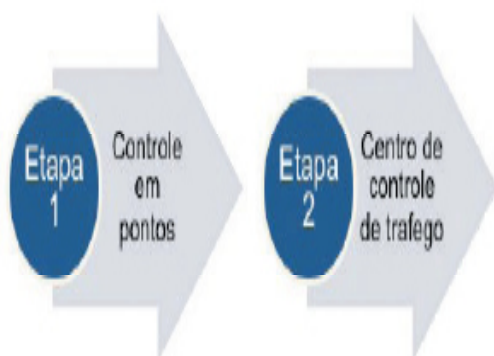 Etapa
1
Controle
em
pontos
Etapa
2
Centro de
controle
de trafego